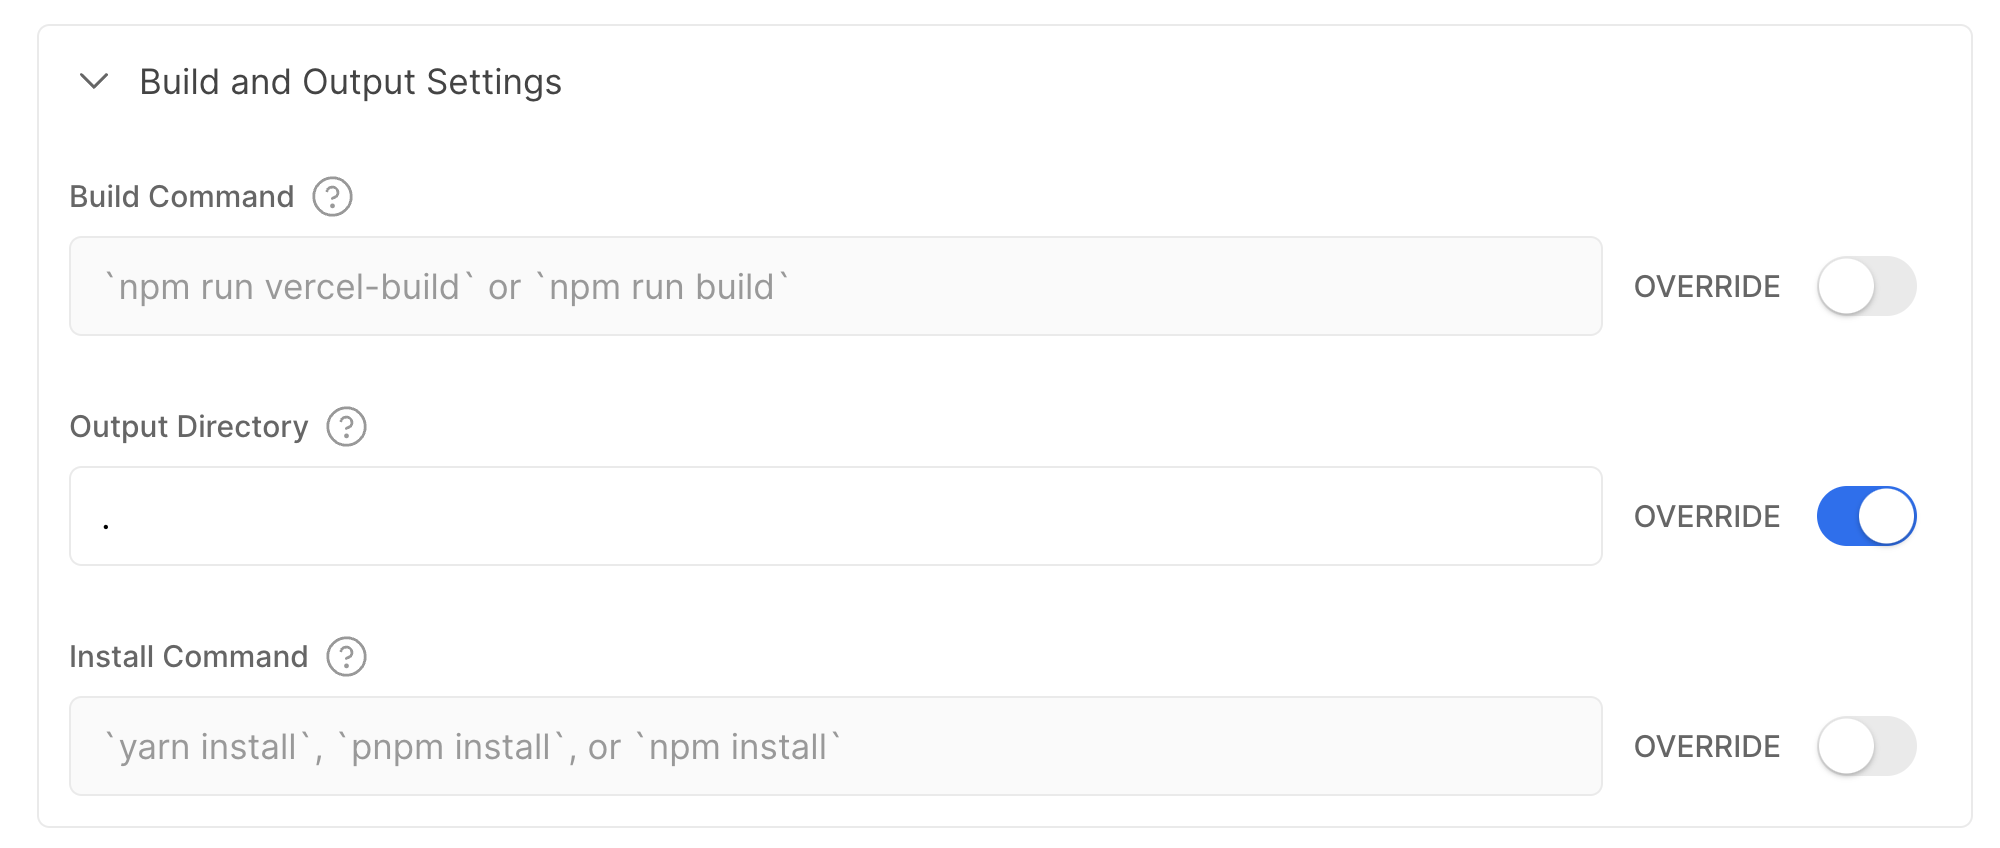 Build and Output Settings
Build Command ?
`npm run vercel-build` or `npm run build`
OVERRIDE
Output Directory ?
.
OVERRIDE
Install Command ?
`yarn install`, `pnpm install`, or `npm install`
OVERRIDE